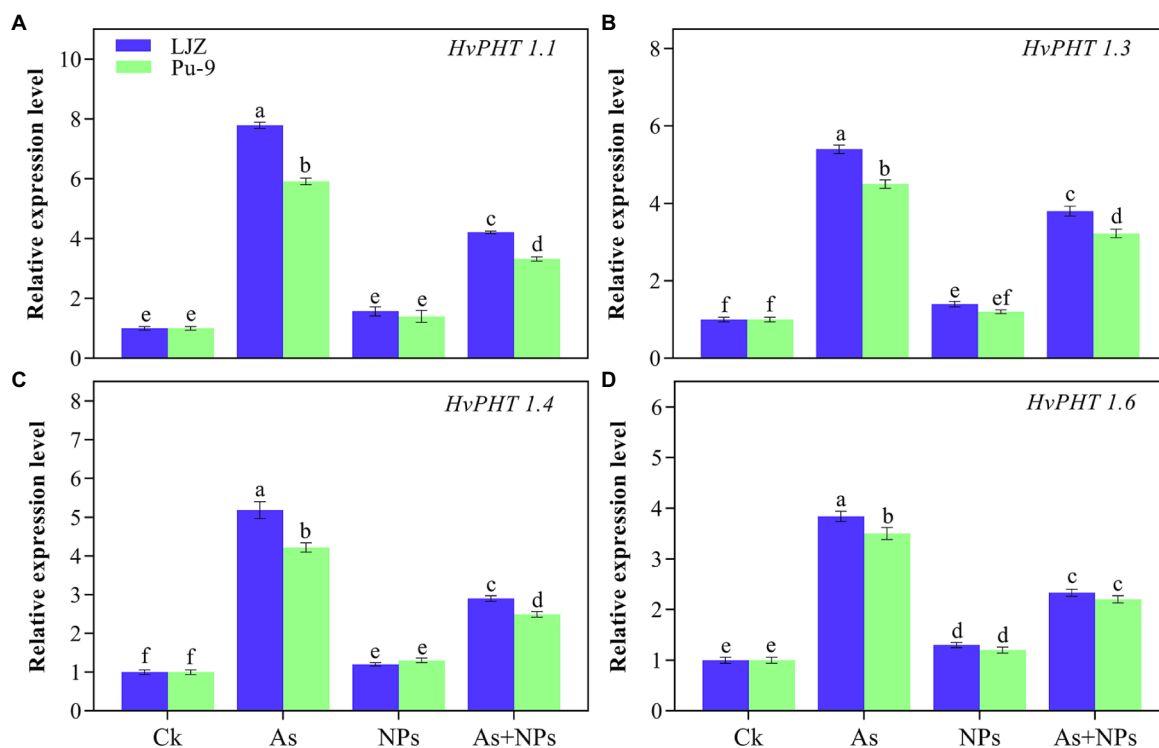 A
HvPHT 1.1
LJZ
Pu-9
Relative expression level
10
8
6
4
2
0
a
b
c
d
e e
e e
B
HvPHT 1.3
Relative expression level
8
6
4
2
0
a
b
c
d
f f
e ef
C
HvPHT 1.4
Relative expression level
8
7
6
5
4
3
2
1
0
a
b
c
d
f f
e e
Ck As NPs As+NPs
D
HvPHT 1.6
Relative expression level
6
5
4
3
2
1
0
a
b
c c
e e
d d
Ck As NPs As+NPs